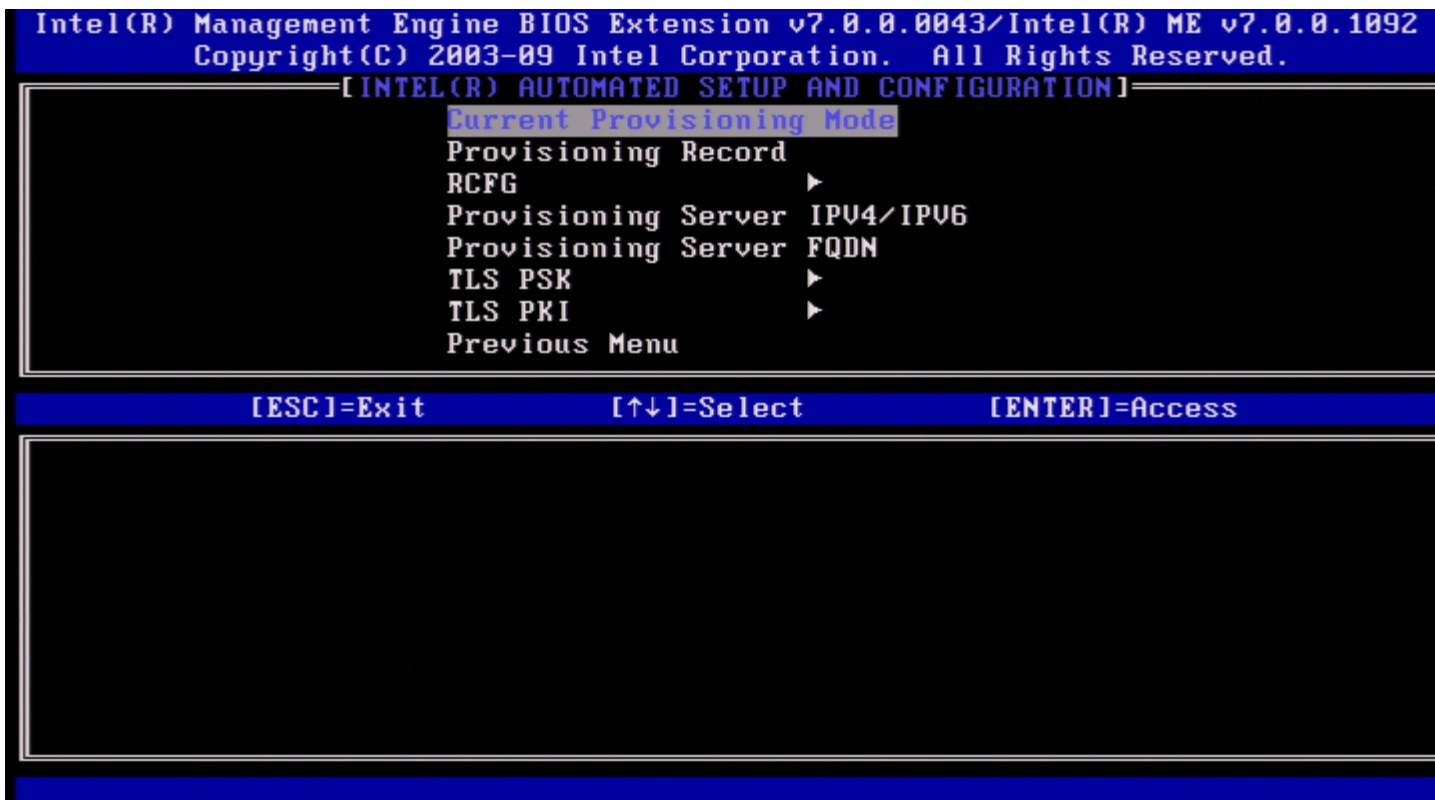 Intel(R) Management Engine BIOS Extension v7.0.0.0043/Intel(R) ME v7.0.0.1092
Copyright(C) 2003-09 Intel Corporation. All Rights Reserved.
[INTEL(R) AUTOMATED SETUP AND CONFIGURATION]
Current Provisioning Mode
Provisioning Record
RCFG ►
Provisioning Server IPV4/IPV6
Provisioning Server FQDN
TLS PSK ►
TLS PKI ►
Previous Menu
[ESC]=Exit [↑↓]=Select [ENTER]=Access